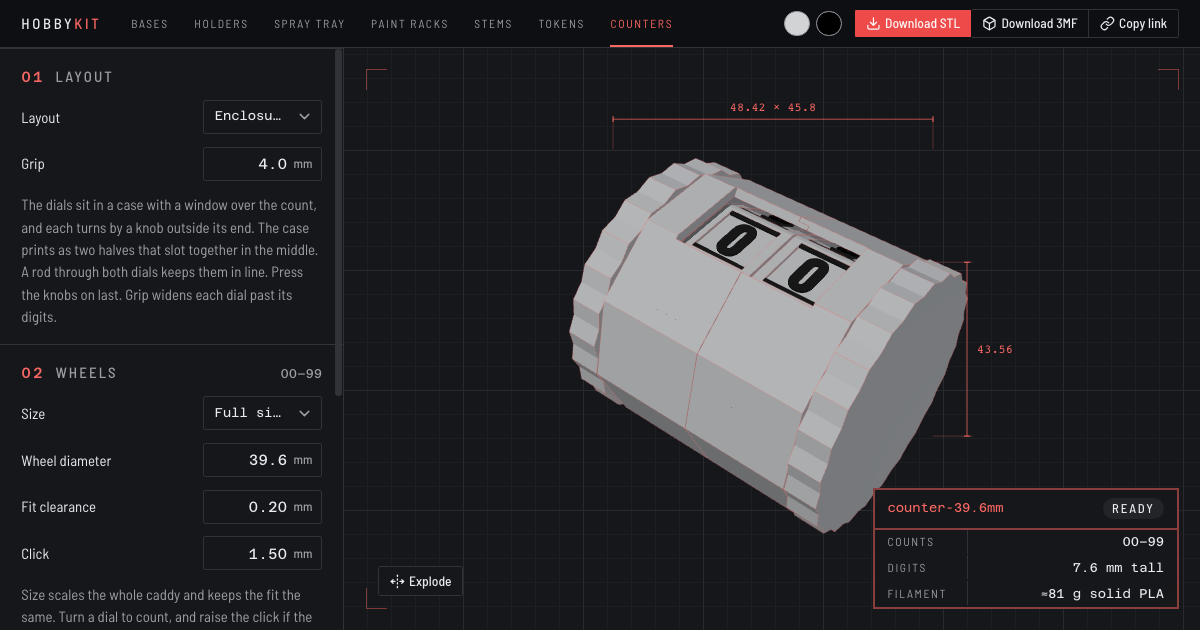 HOBBYKIT BASES HOLDERS SPRAY TRAY PAINT RACKS STEMS TOKENS COUNTERS Download STL Download 3MF Copy link
01 LAYOUT
Layout Enclosu…
Grip 4.0 mm
The dials sit in a case with a window over the count,
and each turns by a knob outside its end. The case
prints as two halves that slot together in the middle.
A rod through both dials keeps them in line. Press
the knobs on last. Grip widens each dial past its
digits.
02 WHEELS 00–99
Size Full si…
Wheel diameter 39.6 mm
Fit clearance 0.20 mm
Click 1.50 mm
Size scales the whole caddy and keeps the fit the
same. Turn a dial to count, and raise the click if the
48.42 × 45.8
0 0
43.56
Explode
counter-39.6mm READY
COUNTS 00–99
DIGITS 7.6 mm tall
FILAMENT ≈81 g solid PLA